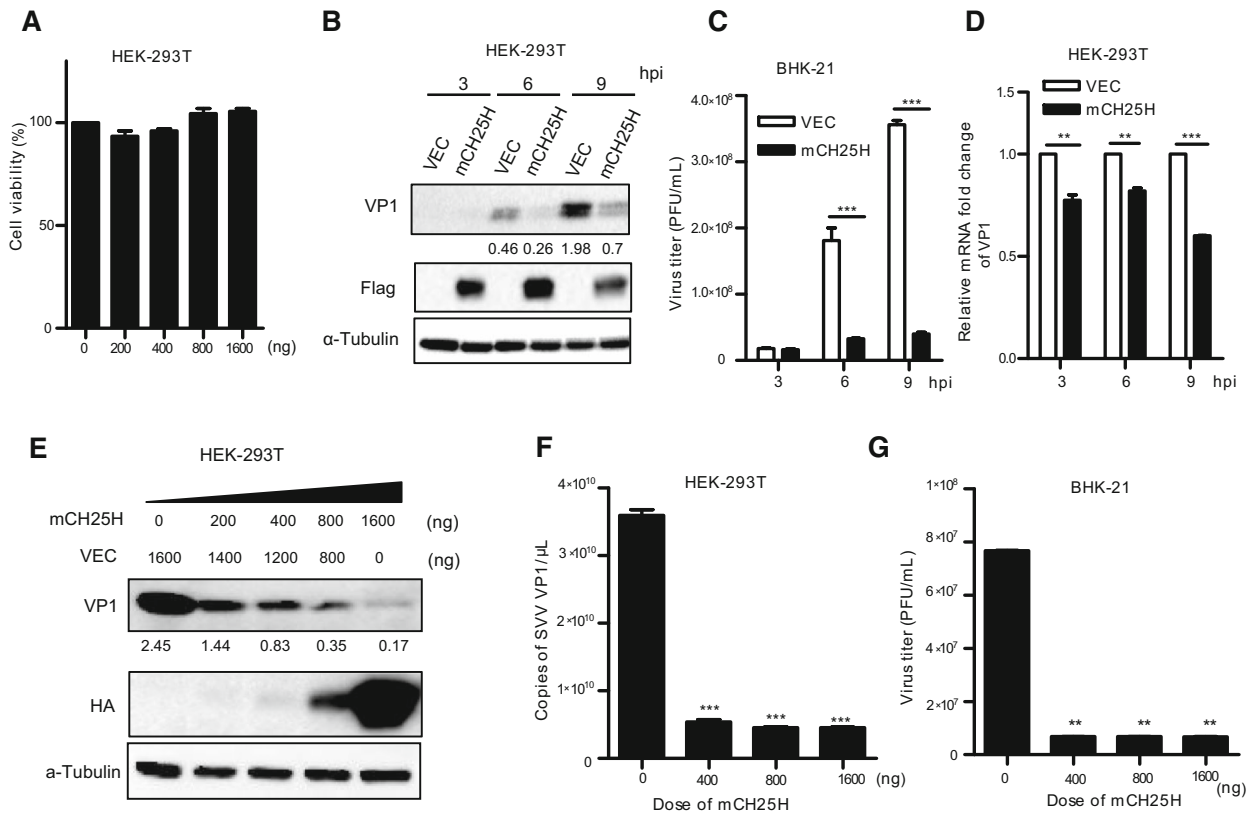 A
HEK-293T
Cell viability (%)
100
50
0
0 200 400 800 1600 (ng)
B
HEK-293T
3 6 9 hpi
VEC mCH25H VEC mCH25H VEC mCH25H
VP1
0.46 0.26 1.98 0.7
Flag
α-Tubulin
C
BHK-21
VEC
mCH25H
Virus titer (PFU/mL)
4.0×10⁸
3.0×10⁸
2.0×10⁸
1.0×10⁸
0
*** ***
3 6 9 hpi
D
HEK-293T
VEC
mCH25H
Relative mRNA fold change
of VP1
1.5
1.0
0.5
0.0
** ** ***
3 6 9 hpi
E
HEK-293T
mCH25H 0 200 400 800 1600 (ng)
VEC 1600 1400 1200 800 0 (ng)
VP1
2.45 1.44 0.83 0.35 0.17
HA
a-Tubulin
F
HEK-293T
Copies of SVV VP1/μL
4×10¹⁰
3×10¹⁰
2×10¹⁰
1×10¹⁰
0
*** *** ***
0 400 800 1600 (ng)
Dose of mCH25H
G
BHK-21
Virus titer (PFU/mL)
1×10⁸
8×10⁷
6×10⁷
4×10⁷
2×10⁷
0
** ** **
0 400 800 1600 (ng)
Dose of mCH25H